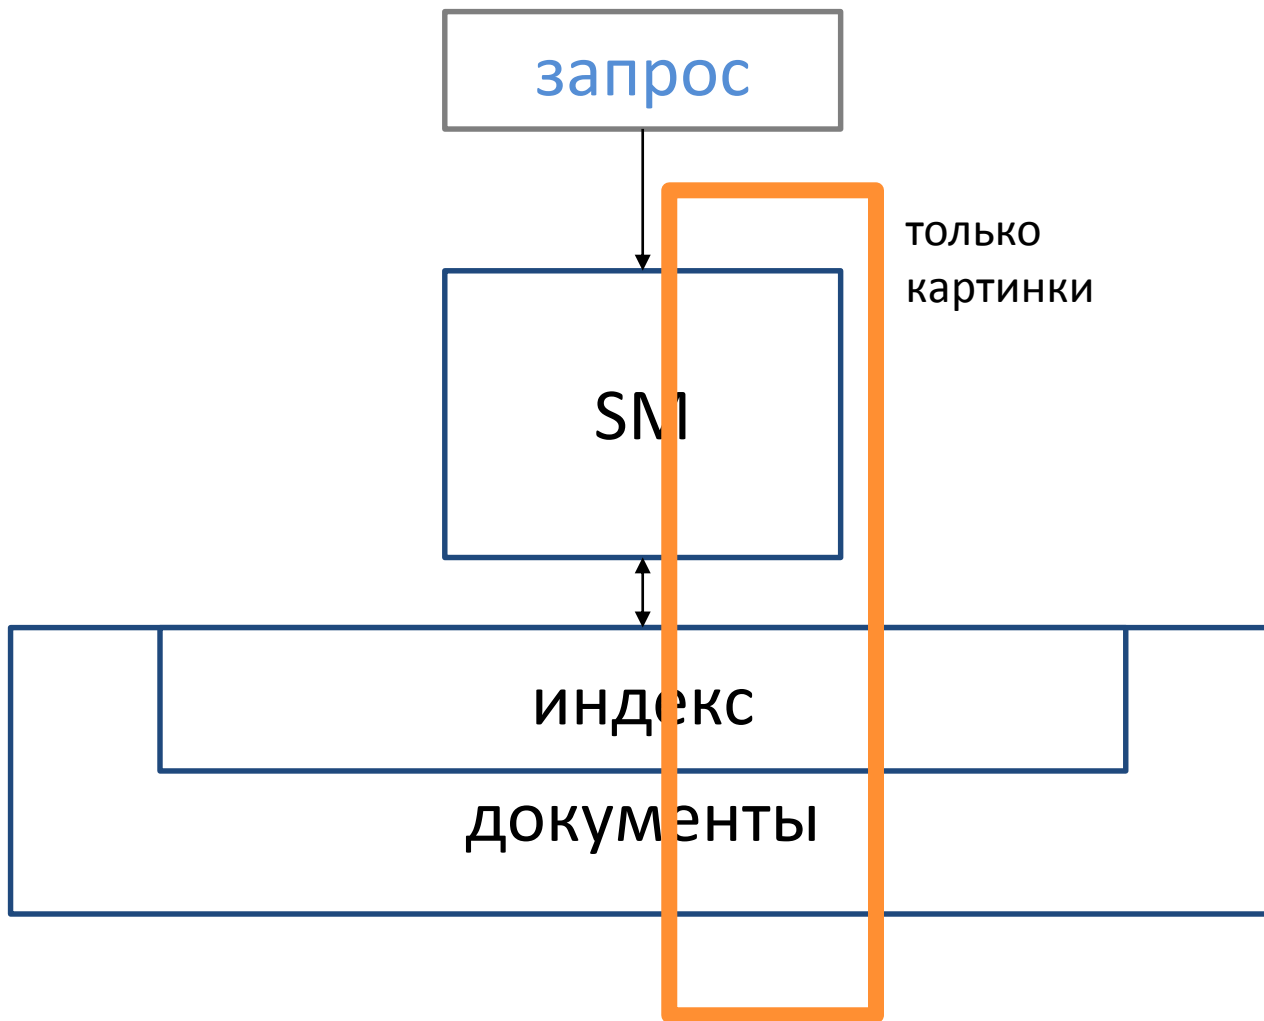 запрос
только
картинки
SM
индекс
документы